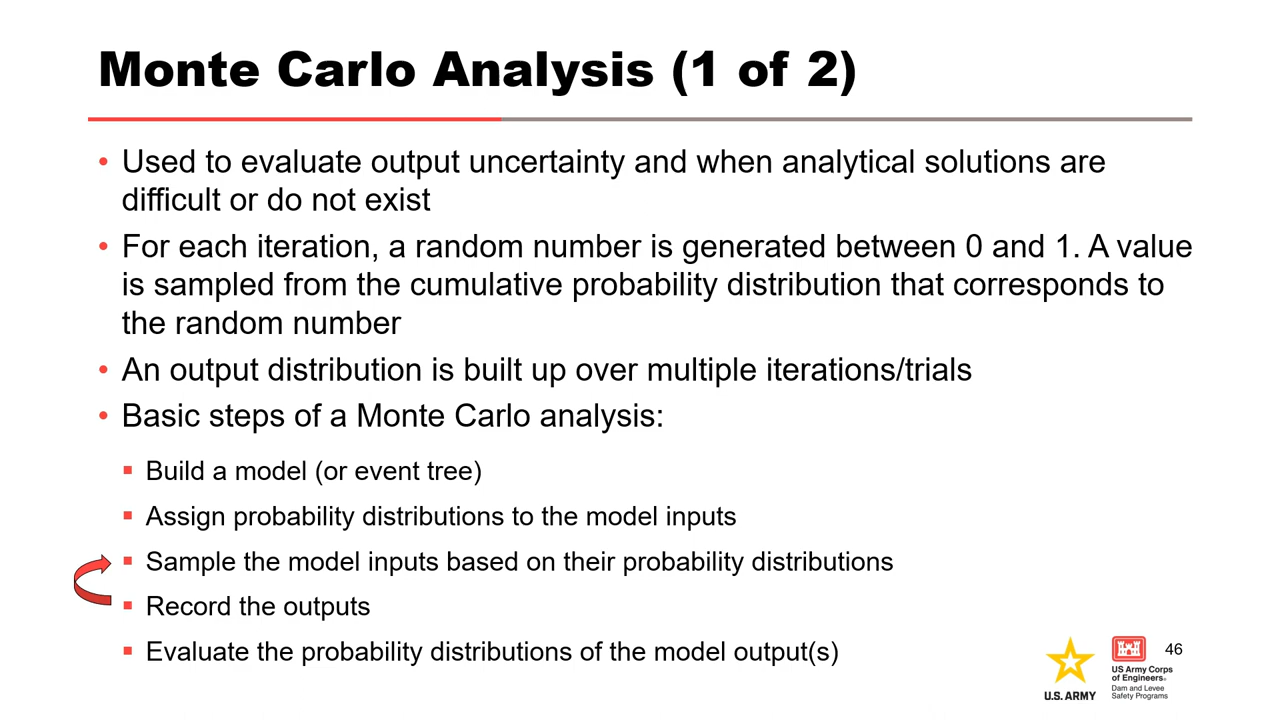 Monte Carlo Analysis (1 of 2)
• Used to evaluate output uncertainty and when analytical solutions are
difficult or do not exist
• For each iteration, a random number is generated between 0 and 1. A value
is sampled from the cumulative probability distribution that corresponds to
the random number
• An output distribution is built up over multiple iterations/trials
• Basic steps of a Monte Carlo analysis:
▪ Build a model (or event tree)
▪ Assign probability distributions to the model inputs
▪ Sample the model inputs based on their probability distributions
▪ Record the outputs
▪ Evaluate the probability distributions of the model output(s)
46
U.S. ARMY
US Army Corps
of Engineers®
Dam and Levee
Safety Programs